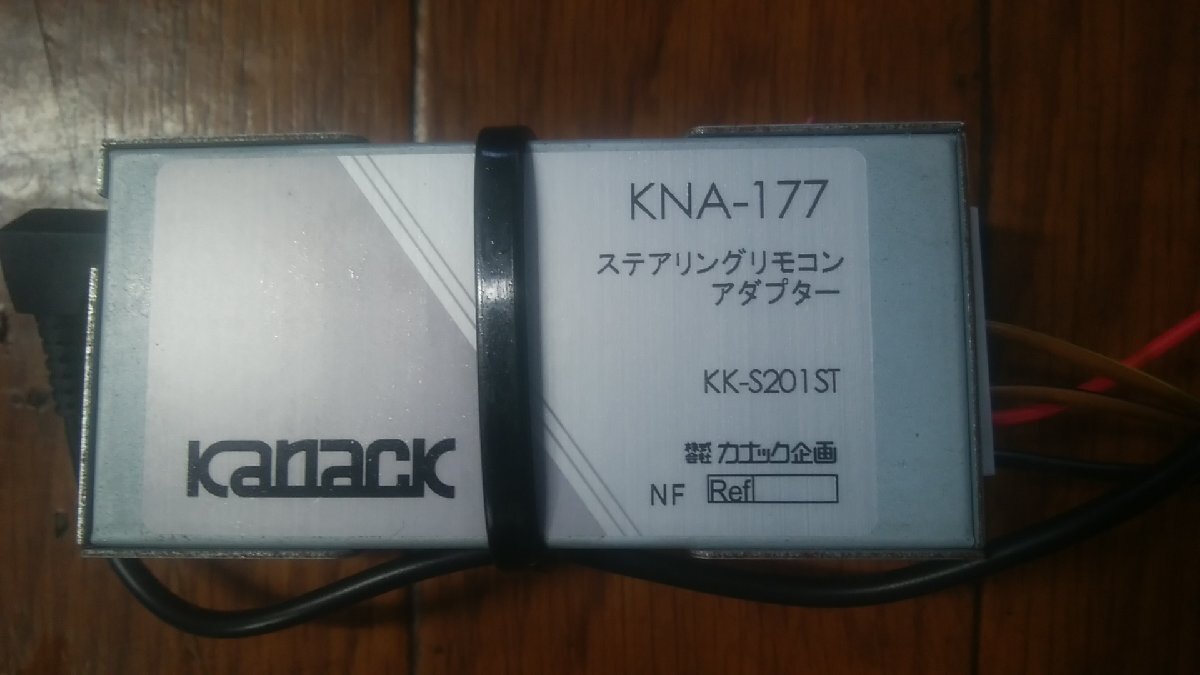 KNA-177
ステアリングリモコン
アダプター
KK-S201ST
Kanack
株式会社 カナック企画
NF Ref